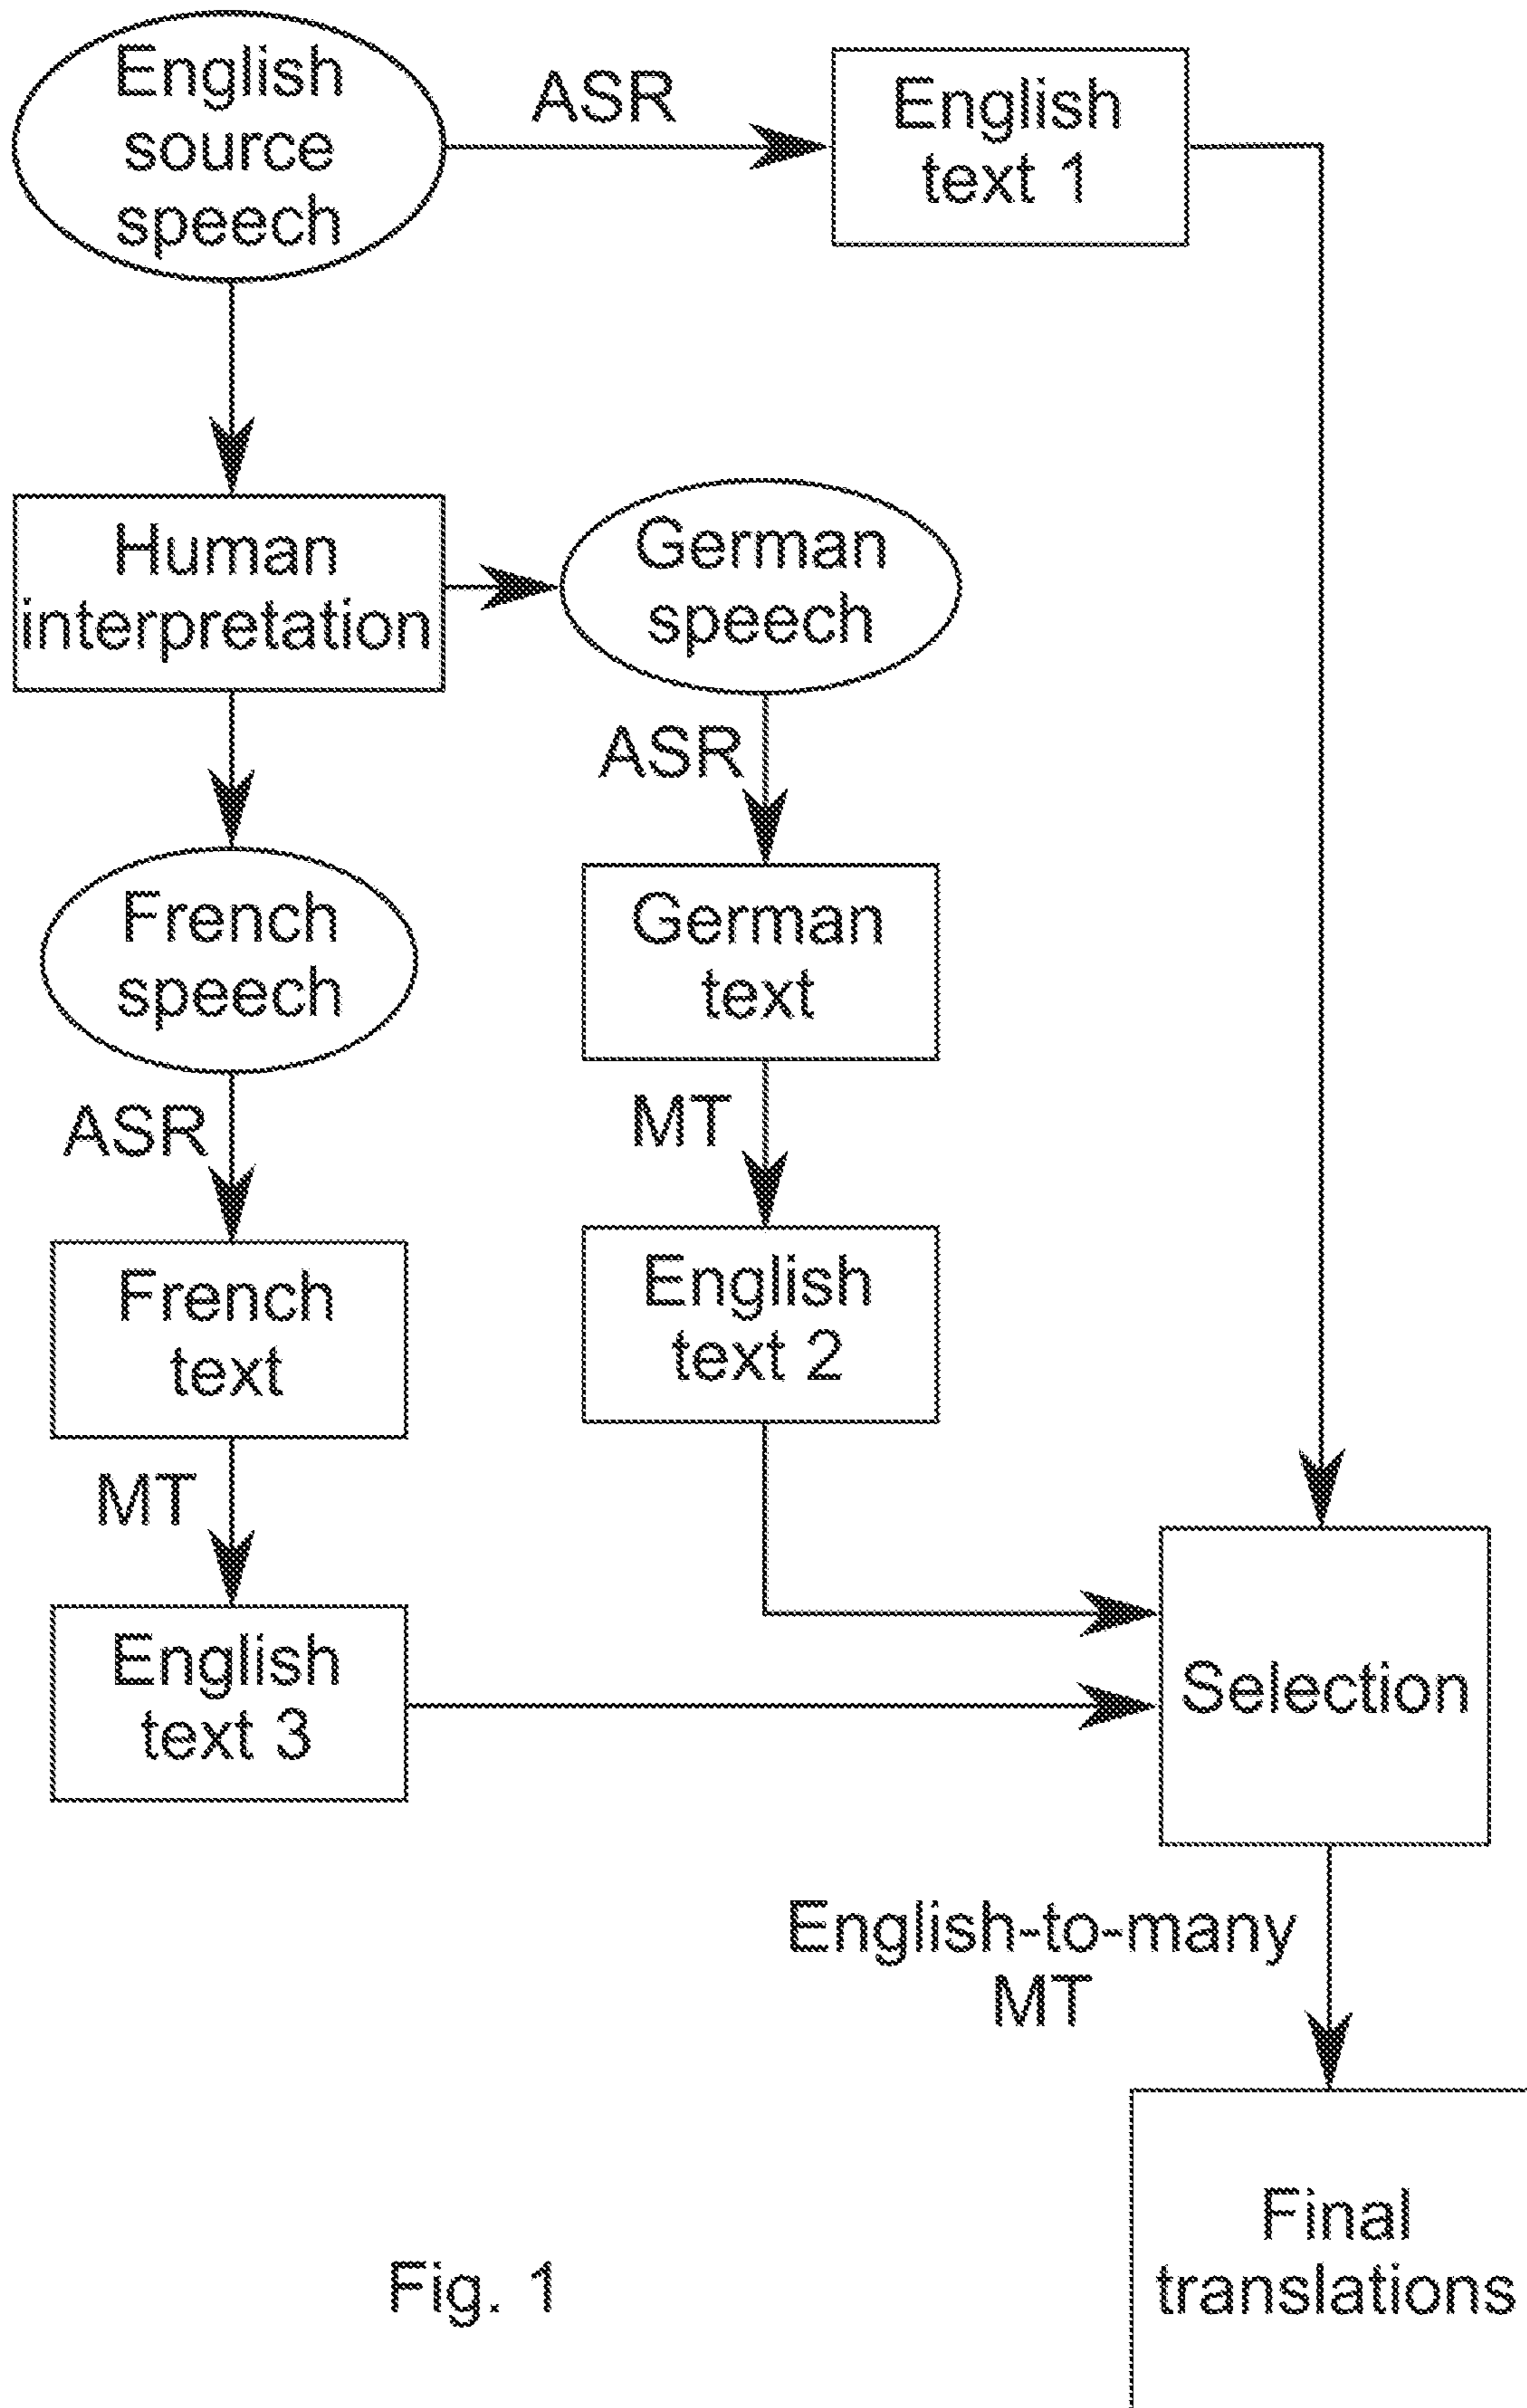 English
source
speech
ASR
English
text 1
Human
interpretation
German
speech
ASR
French
speech
German
text
ASR
MT
French
text
English
text 2
MT
English
text 3
Selection
English-to-many
MT
Final
translations
Fig. 1